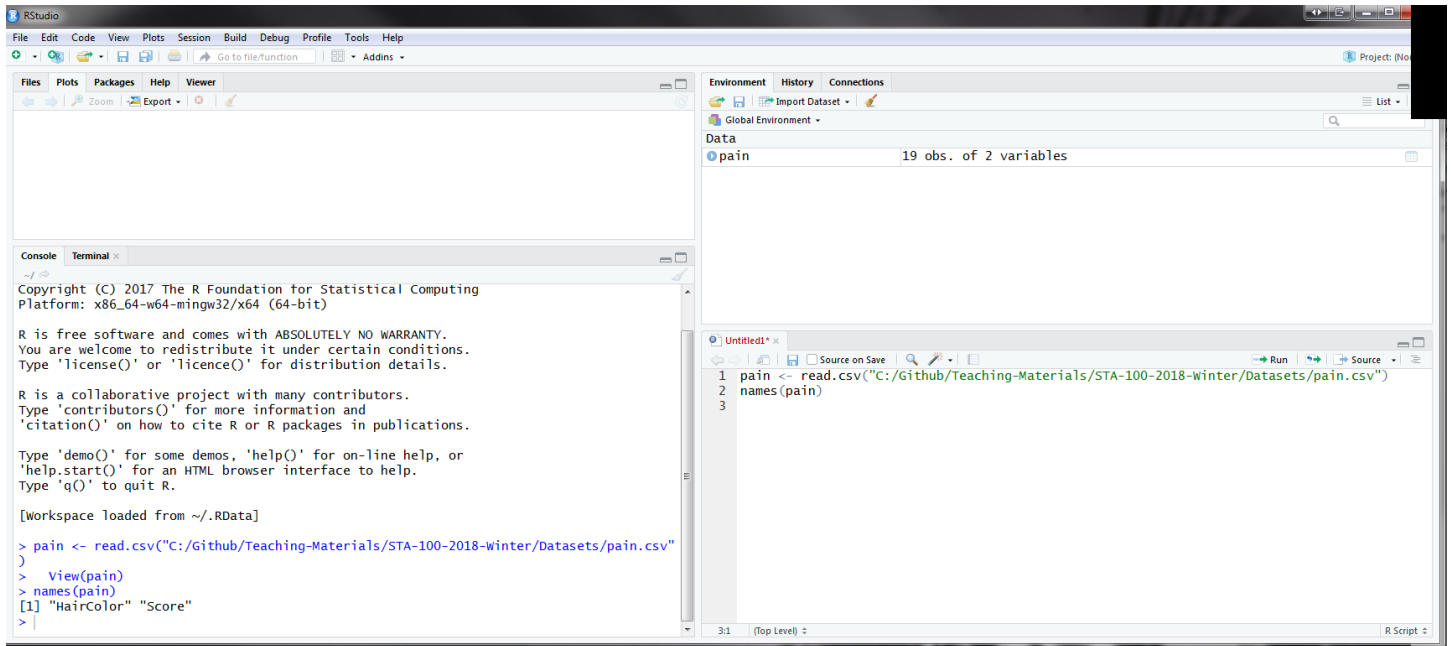 RStudio
File Edit Code View Plots Session Build Debug Profile Tools Help
Go to file/function Addins
Project: (No
Files Plots Packages Help Viewer
Zoom Export
Console Terminal
~/
Copyright (C) 2017 The R Foundation for Statistical Computing
Platform: x86_64-w64-mingw32/x64 (64-bit)
R is free software and comes with ABSOLUTELY NO WARRANTY.
You are welcome to redistribute it under certain conditions.
Type 'license()' or 'licence()' for distribution details.
R is a collaborative project with many contributors.
Type 'contributors()' for more information and
'citation()' on how to cite R or R packages in publications.
Type 'demo()' for some demos, 'help()' for on-line help, or
'help.start()' for an HTML browser interface to help.
Type 'q()' to quit R.
[Workspace loaded from ~/.RData]
> pain <- read.csv("C:/Github/Teaching-Materials/STA-100-2018-Winter/Datasets/pain.csv"
)
>   View(pain)
> names(pain)
[1] "HairColor" "Score"
>
Environment History Connections
Import Dataset List
Global Environment
Data
pain 19 obs. of 2 variables
Untitled1*
Source on Save Run Source
1 pain <- read.csv("C:/Github/Teaching-Materials/STA-100-2018-Winter/Datasets/pain.csv")
2 names(pain)
3
3:1 (Top Level) R Script